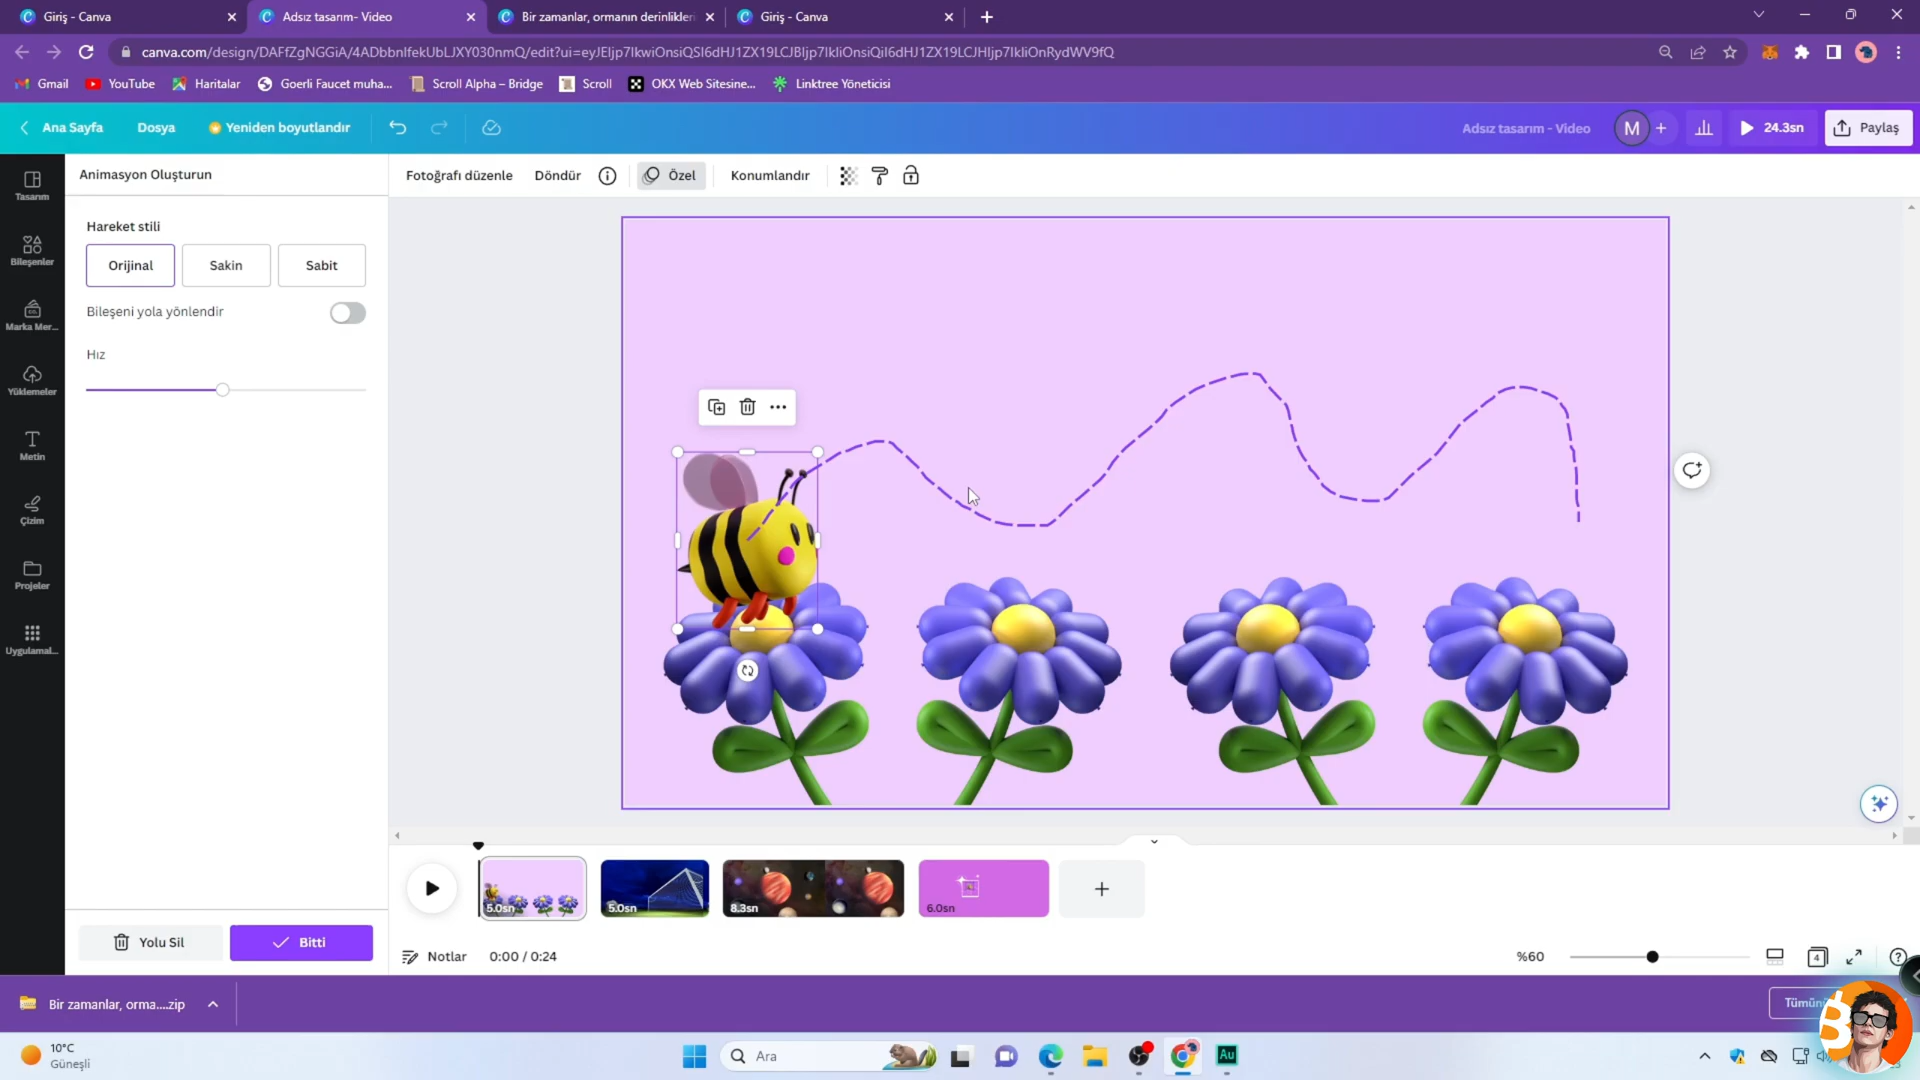 Giriş - Canva
Adsız tasarım- Video
Bir zamanlar, ormanın derinlikleri
Giriş - Canva
canva.com/design/DAFfZgNGGiA/4ADbbnIfekUbLJXY030nmQ/edit?ui=eyJEIjp7IkwiOnsiQSI6dHJ1ZX19LCJBIjp7IkIiOnsiQiI6dHJ1ZX19LCJHIjp7IkIiOnRydWV9fQ
Gmail
YouTube
Haritalar
Goerli Faucet muha...
Scroll Alpha – Bridge
Scroll
OKX Web Sitesine...
Linktree Yöneticisi
Ana Sayfa
Dosya
Yeniden boyutlandır
Adsız tasarım - Video
M
24.3sn
Paylaş
Tasarım
Bileşenler
Marka Mer...
Yüklemeler
Metin
Çizim
Projeler
Uygulamal...
Animasyon Oluşturun
Hareket stili
Orijinal
Sakin
Sabit
Bileşeni yola yönlendir
Hız
Yolu Sil
Bitti
Fotoğrafı düzenle
Döndür
Özel
Konumlandır
5.0sn
5.0sn
8.3sn
6.0sn
Notlar
0:00 / 0:24
%60
4
Bir zamanlar, orma....zip
10°C
Güneşli
Ara
Au